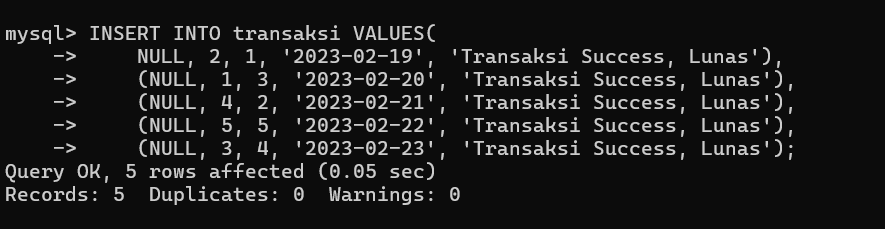 mysql> INSERT INTO transaksi VALUES(
    ->     NULL, 2, 1, '2023-02-19', 'Transaksi Success, Lunas'),
    ->     (NULL, 1, 3, '2023-02-20', 'Transaksi Success, Lunas'),
    ->     (NULL, 4, 2, '2023-02-21', 'Transaksi Success, Lunas'),
    ->     (NULL, 5, 5, '2023-02-22', 'Transaksi Success, Lunas'),
    ->     (NULL, 3, 4, '2023-02-23', 'Transaksi Success, Lunas');
Query OK, 5 rows affected (0.05 sec)
Records: 5  Duplicates: 0  Warnings: 0